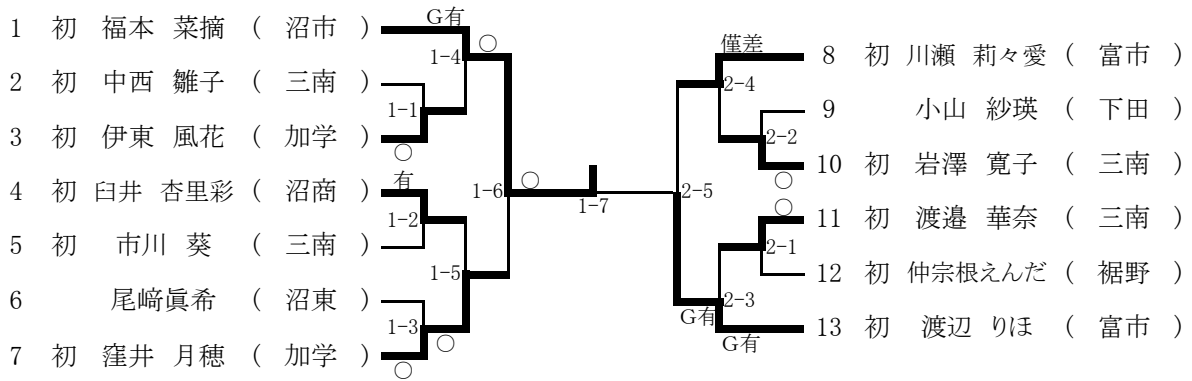 G有
1 初 福本 菜摘 ( 沼市 )
○
1-4
2 初 中西 雛子 ( 三南 )
1-1
3 初 伊東 風花 ( 加学 )
○
有
4 初 臼井 杏里彩 ( 沼商 )
1-6
○
1-7
1-2
5 初 市川 葵 ( 三南 )
1-5
6 尾﨑眞希 ( 沼東 )
1-3
○
7 初 窪井 月穂 ( 加学 )
○
僅差
8 初 川瀬 莉々愛 ( 富市 )
2-4
9 小山 紗瑛 ( 下田 )
2-2
10 初 岩澤 寛子 ( 三南 )
○
2-5
○
11 初 渡邉 華奈 ( 三南 )
2-1
12 初 仲宗根えんだ ( 裾野 )
2-3
G有
13 初 渡辺 りほ ( 富市 )
G有